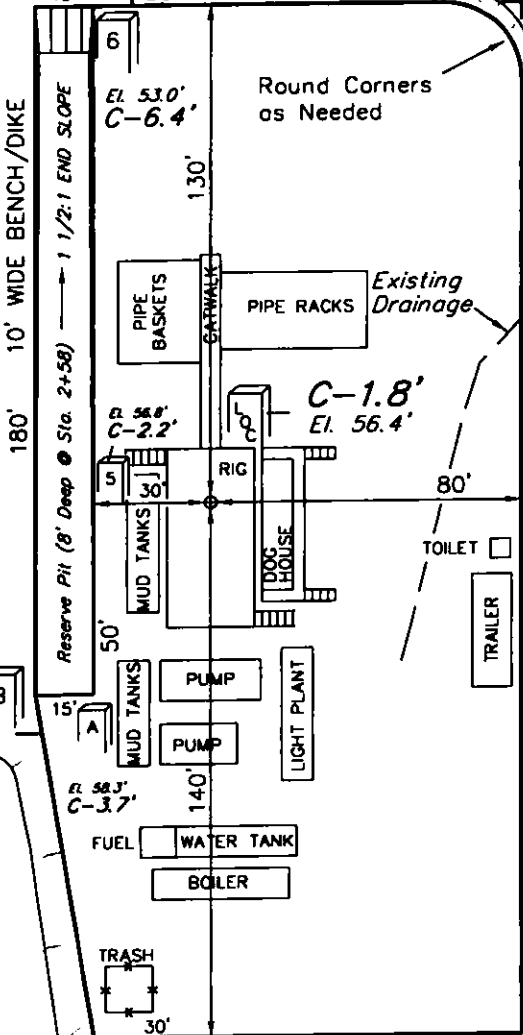 6
El. 53.0'
C-6.4'
130'
Round Corners
as Needed
10' WIDE BENCH/DIKE
180'
Reserve Pit (8' Deep @ Sta. 2+58)
1 1/2:1 END SLOPE
PIPE
BASKETS
CATWALK
PIPE RACKS
Existing
Drainage
El. 56.8'
C-2.2'
LOC
C-1.8'
El. 56.4'
5
30'
RIG
80'
MUD TANKS
DOG
HOUSE
TOILET
TRAILER
50'
15'
A
MUD TANKS
PUMP
PUMP
LIGHT PLANT
El. 58.3'
C-3.7'
140'
FUEL
WATER TANK
BOILER
TRASH
30'